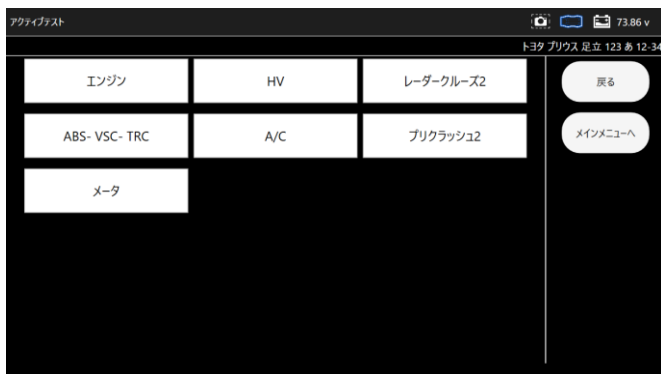 アクティブテスト
73.86 v
トヨタ プリウス 足立 123 あ 12-34
エンジン
HV
レーダークルーズ2
戻る
ABS- VSC- TRC
A/C
プリクラッシュ2
メインメニューへ
メータ